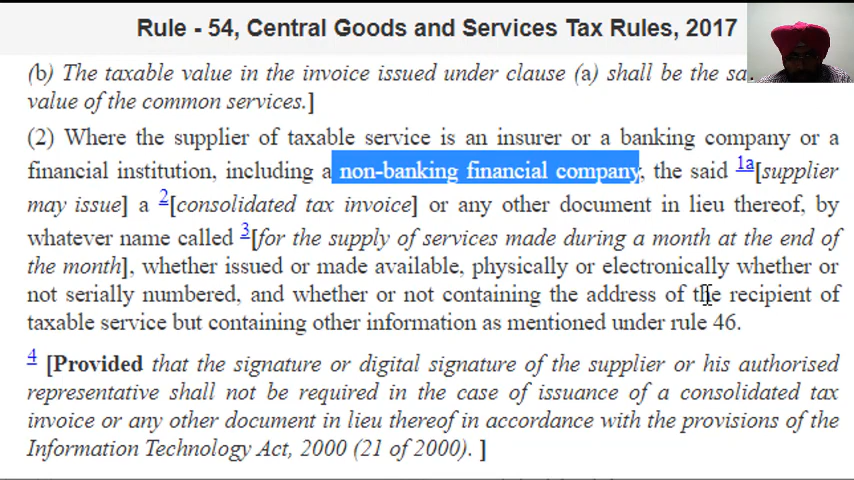 Rule - 54, Central Goods and Services Tax Rules, 2017
(b) The taxable value in the invoice issued under clause (a) shall be the
value of the common services.]
(2) Where the supplier of taxable service is an insurer or a banking company or a
financial institution, including a non-banking financial company, the said 1a[supplier
may issue] a 2[consolidated tax invoice] or any other document in lieu thereof, by
whatever name called 3[for the supply of services made during a month at the end of
the month], whether issued or made available, physically or electronically whether or
not serially numbered, and whether or not containing the address of the recipient of
taxable service but containing other information as mentioned under rule 46.
4 [Provided that the signature or digital signature of the supplier or his authorised
representative shall not be required in the case of issuance of a consolidated tax
invoice or any other document in lieu thereof in accordance with the provisions of the
Information Technology Act, 2000 (21 of 2000). ]